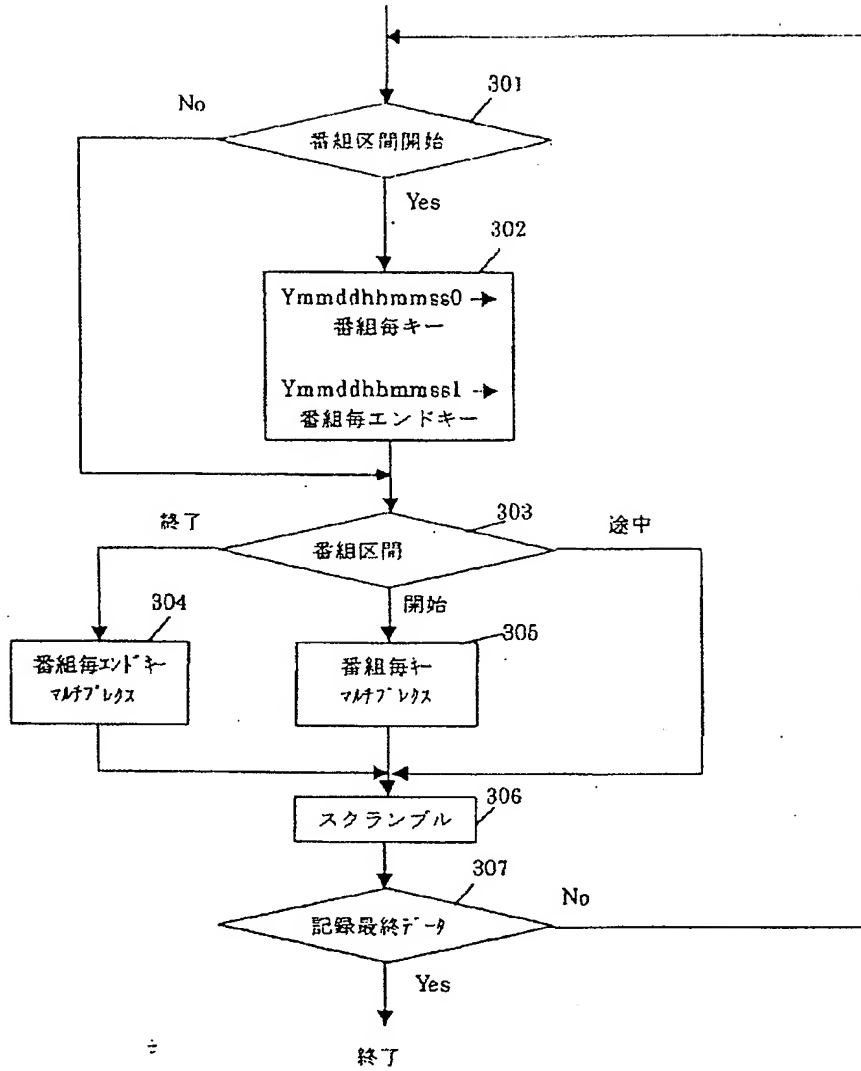 301
No
番組区間開始
Yes
302
Ymmddhhmmss0 →
番組毎キー
Ymmddhhmmss1 →
番組毎エンドキー
303
終了
途中
番組区間
開始
304
305
番組毎エンドキー
マルチプレクス
番組毎キー
マルチプレクス
306
スクランブル
307
No
記録最終データ
Yes
終了